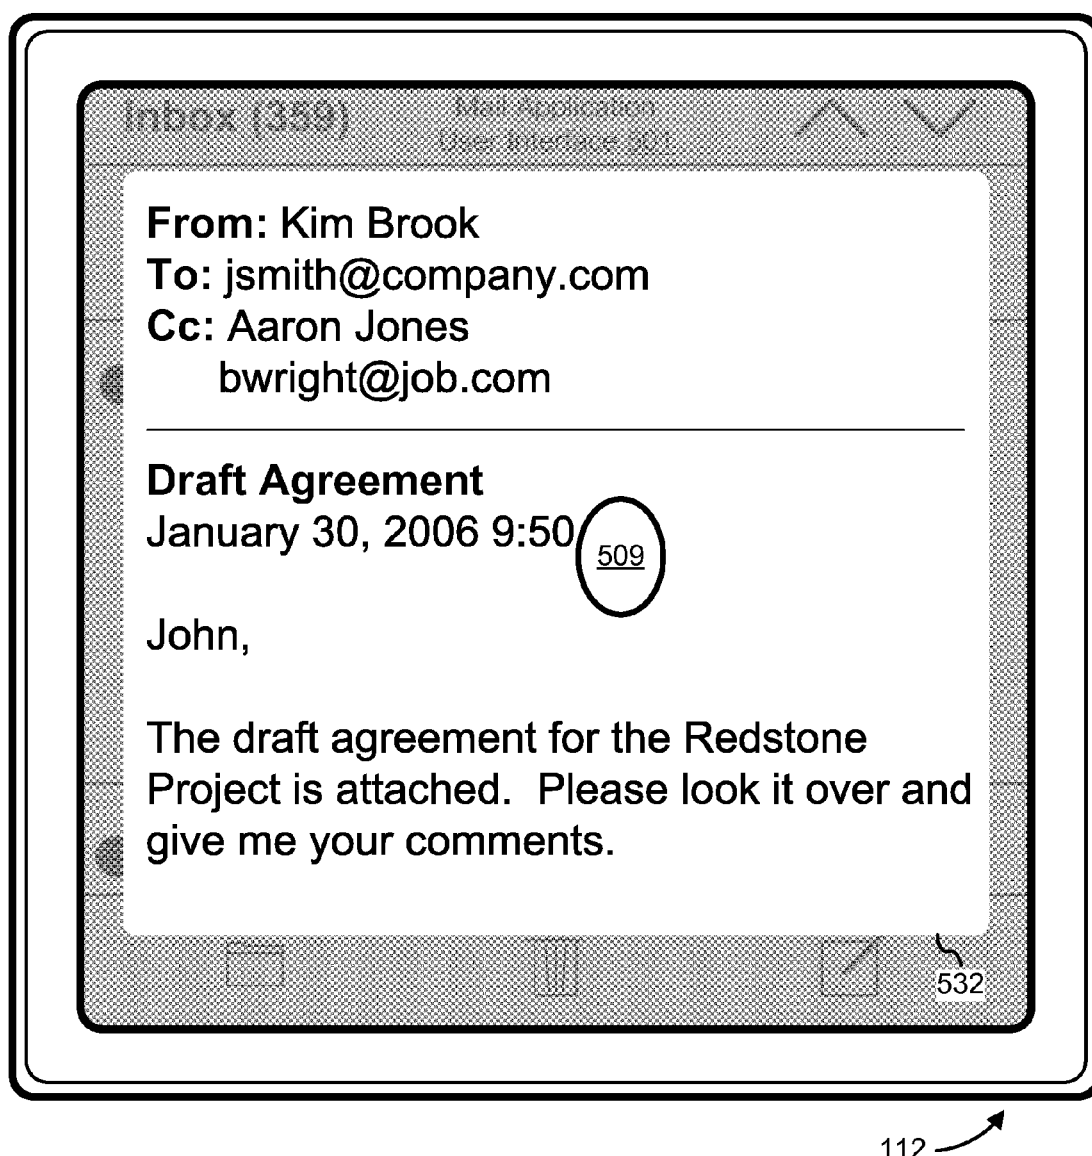 Inbox (359)
Mail Application
User Interface 501
From: Kim Brook
To: jsmith@company.com
Cc: Aaron Jones
bwright@job.com
Draft Agreement
January 30, 2006 9:50
509
John,
The draft agreement for the Redstone
Project is attached.  Please look it over and
give me your comments.
532
112